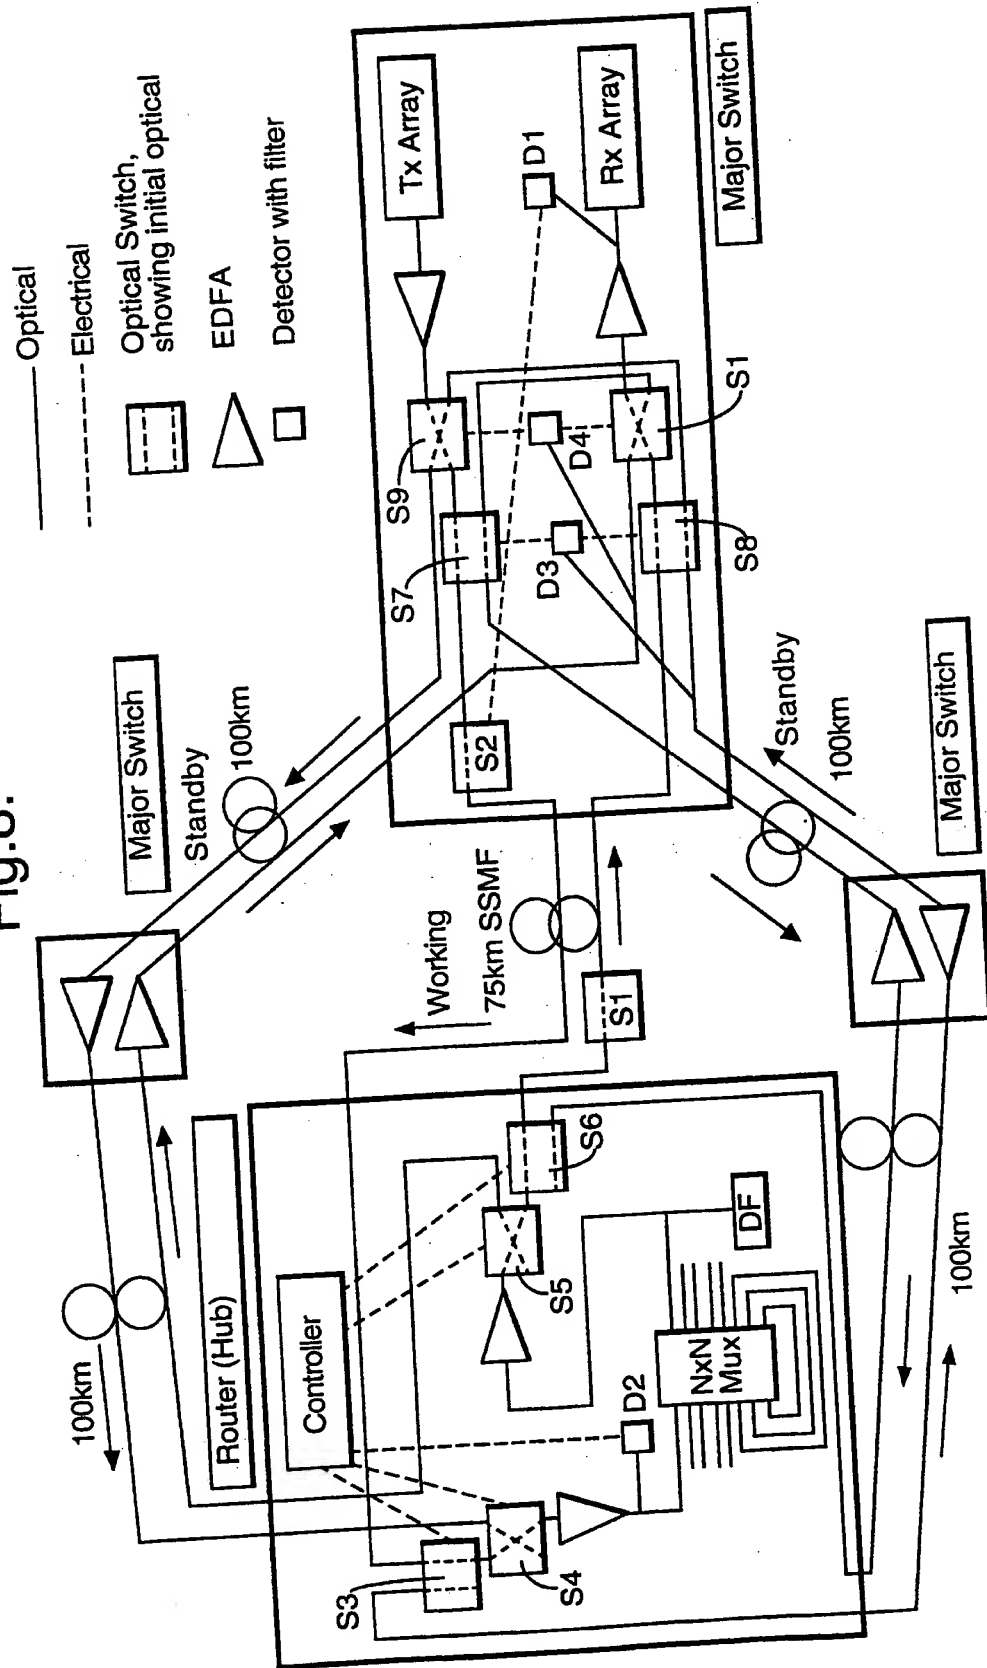 Fig.8.
Optical
Electrical
Optical Switch,
showing initial optical
EDFA
Detector with filter
Major Switch
Standby
100km
100km
Router (Hub)
Controller
S3
S4
D2
NxN
Mux
DF
S5
S6
S1
Working
75km SSMF
S2
S7
S9
D3
D4
S8
S1
D1
Tx Array
Rx Array
Major Switch
Standby
100km
Major Switch
100km